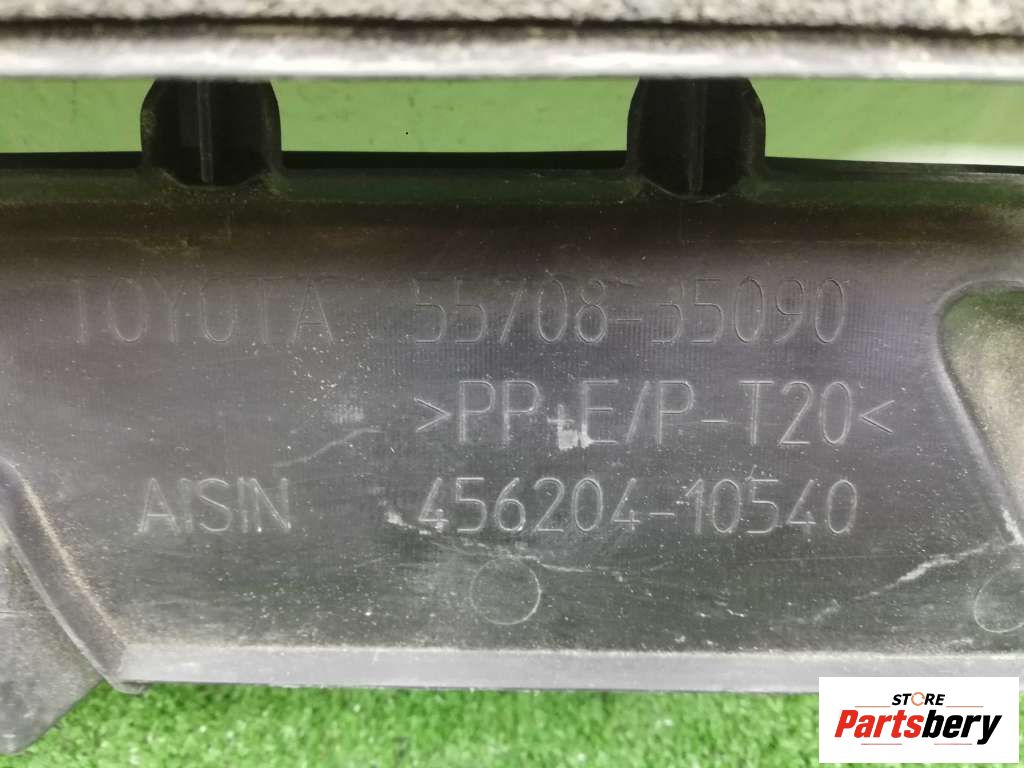 TOYOTA 55708-35090
>PP+E/P-T20<
AISIN 456204-10540
STORE
Partsbery